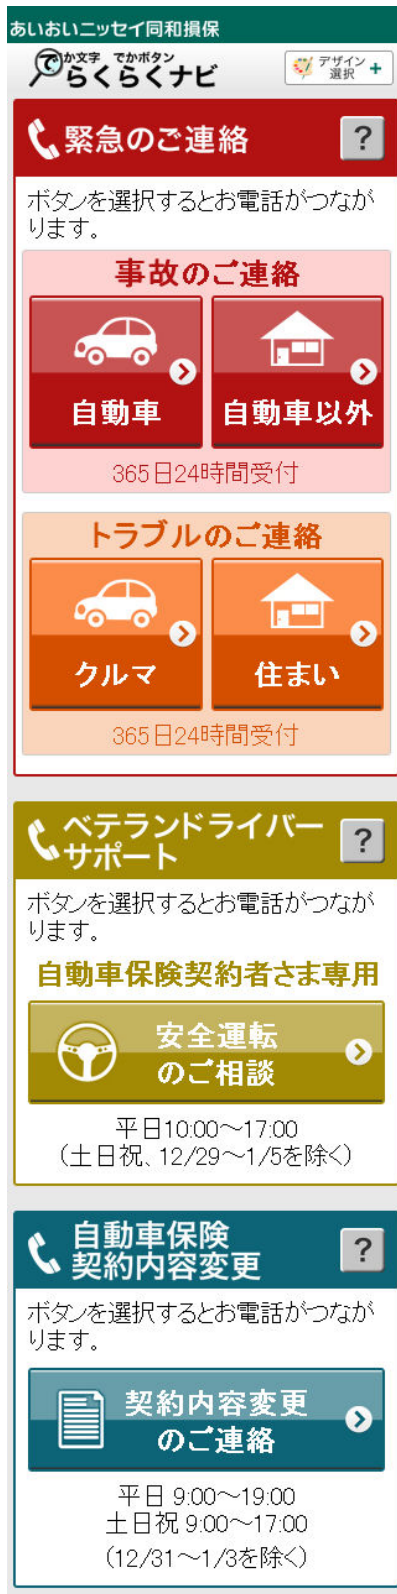 あいおいニッセイ同和損保
でか文字 でかボタン
らくらくナビ
デザイン
選択 +
緊急のご連絡
?
ボタンを選択するとお電話がつなが
ります。
事故のご連絡
自動車
自動車以外
365日24時間受付
トラブルのご連絡
クルマ
住まい
365日24時間受付
ベテランドライバー
サポート
?
ボタンを選択するとお電話がつなが
ります。
自動車保険契約者さま専用
安全運転
のご相談
平日10:00～17:00
（土日祝、12/29～1/5を除く）
自動車保険
契約内容変更
?
ボタンを選択するとお電話がつなが
ります。
契約内容変更
のご連絡
平日 9:00～19:00
土日祝 9:00～17:00
（12/31～1/3を除く）